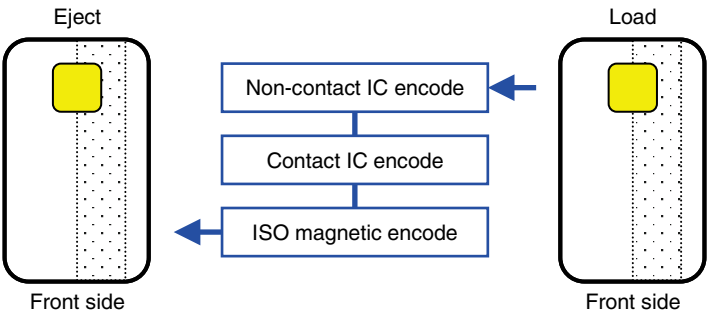 Eject
Load
Non-contact IC encode
Contact IC encode
ISO magnetic encode
Front side
Front side